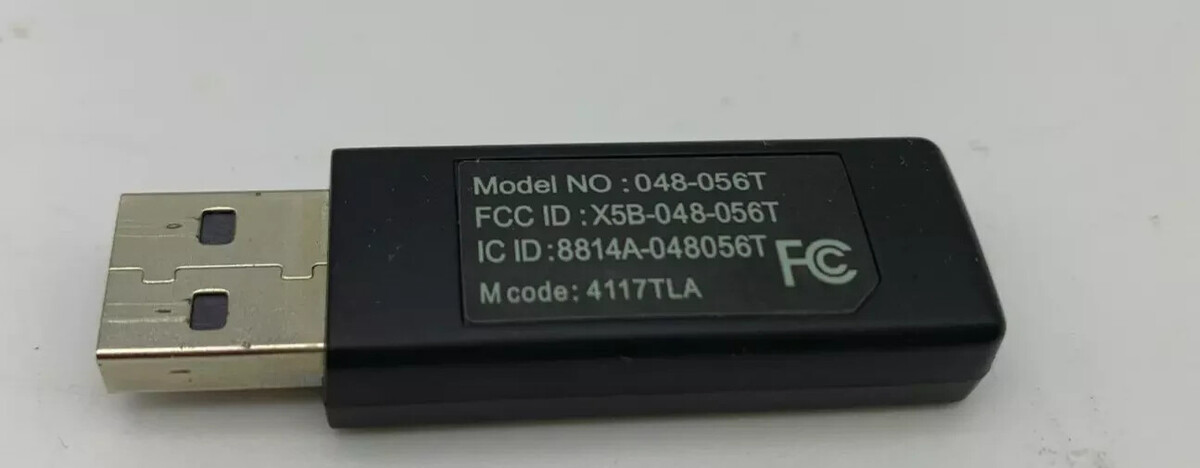 Model NO : 048-056T
FCC ID : X5B-048-056T
IC ID :8814A-048056T
FC
M code: 4117TLA